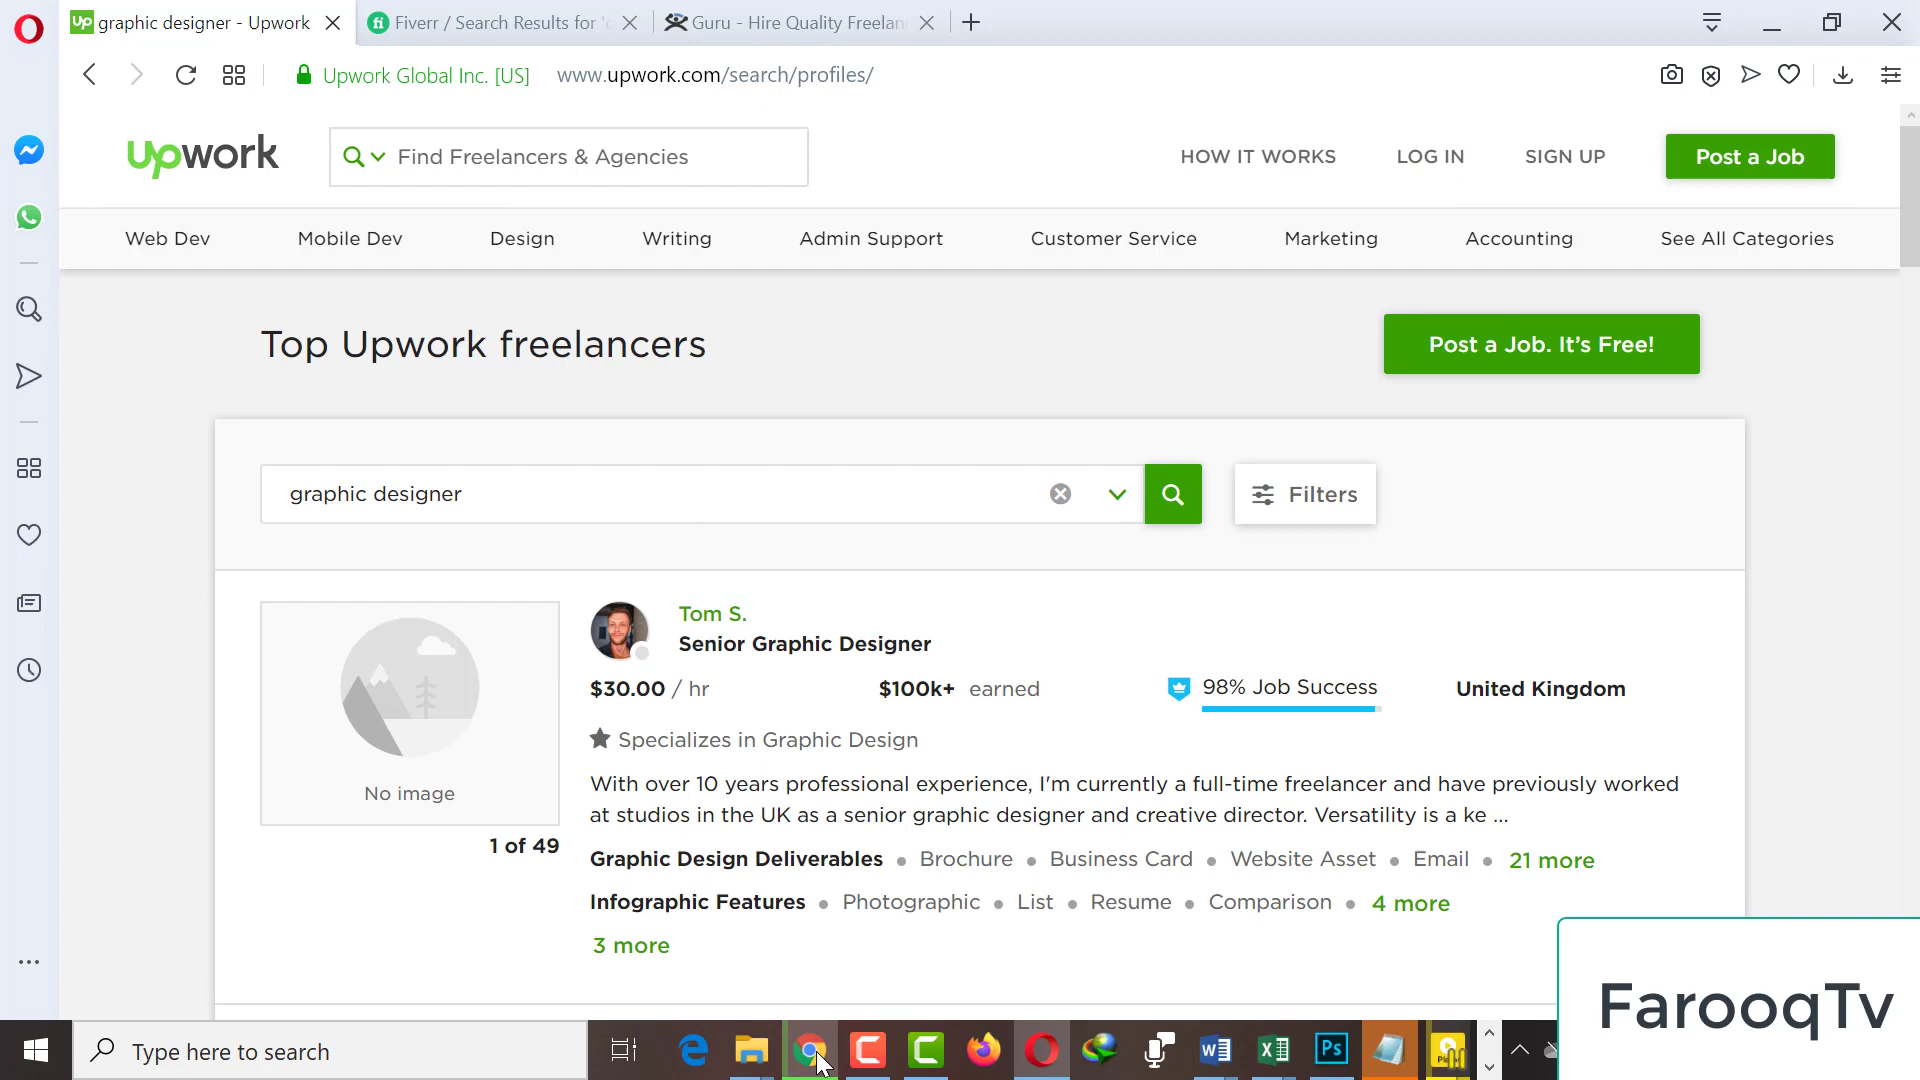 graphic designer - Upwork
Fiverr / Search Results for 'g
Guru - Hire Quality Freelan
Upwork Global Inc. [US]
www.upwork.com/search/profiles/
upwork
Find Freelancers & Agencies
HOW IT WORKS
LOG IN
SIGN UP
Post a Job
Web Dev
Mobile Dev
Design
Writing
Admin Support
Customer Service
Marketing
Accounting
See All Categories
Top Upwork freelancers
Post a Job. It's Free!
graphic designer
Filters
No image
1 of 49
Tom S.
Senior Graphic Designer
$30.00 / hr
$100k+ earned
98% Job Success
United Kingdom
Specializes in Graphic Design
With over 10 years professional experience, I'm currently a full-time freelancer and have previously worked
at studios in the UK as a senior graphic designer and creative director. Versatility is a ke ...
Graphic Design Deliverables • Brochure • Business Card • Website Asset • Email • 21 more
Infographic Features • Photographic • List • Resume • Comparison • 4 more
3 more
FarooqTv
Type here to search
Ps